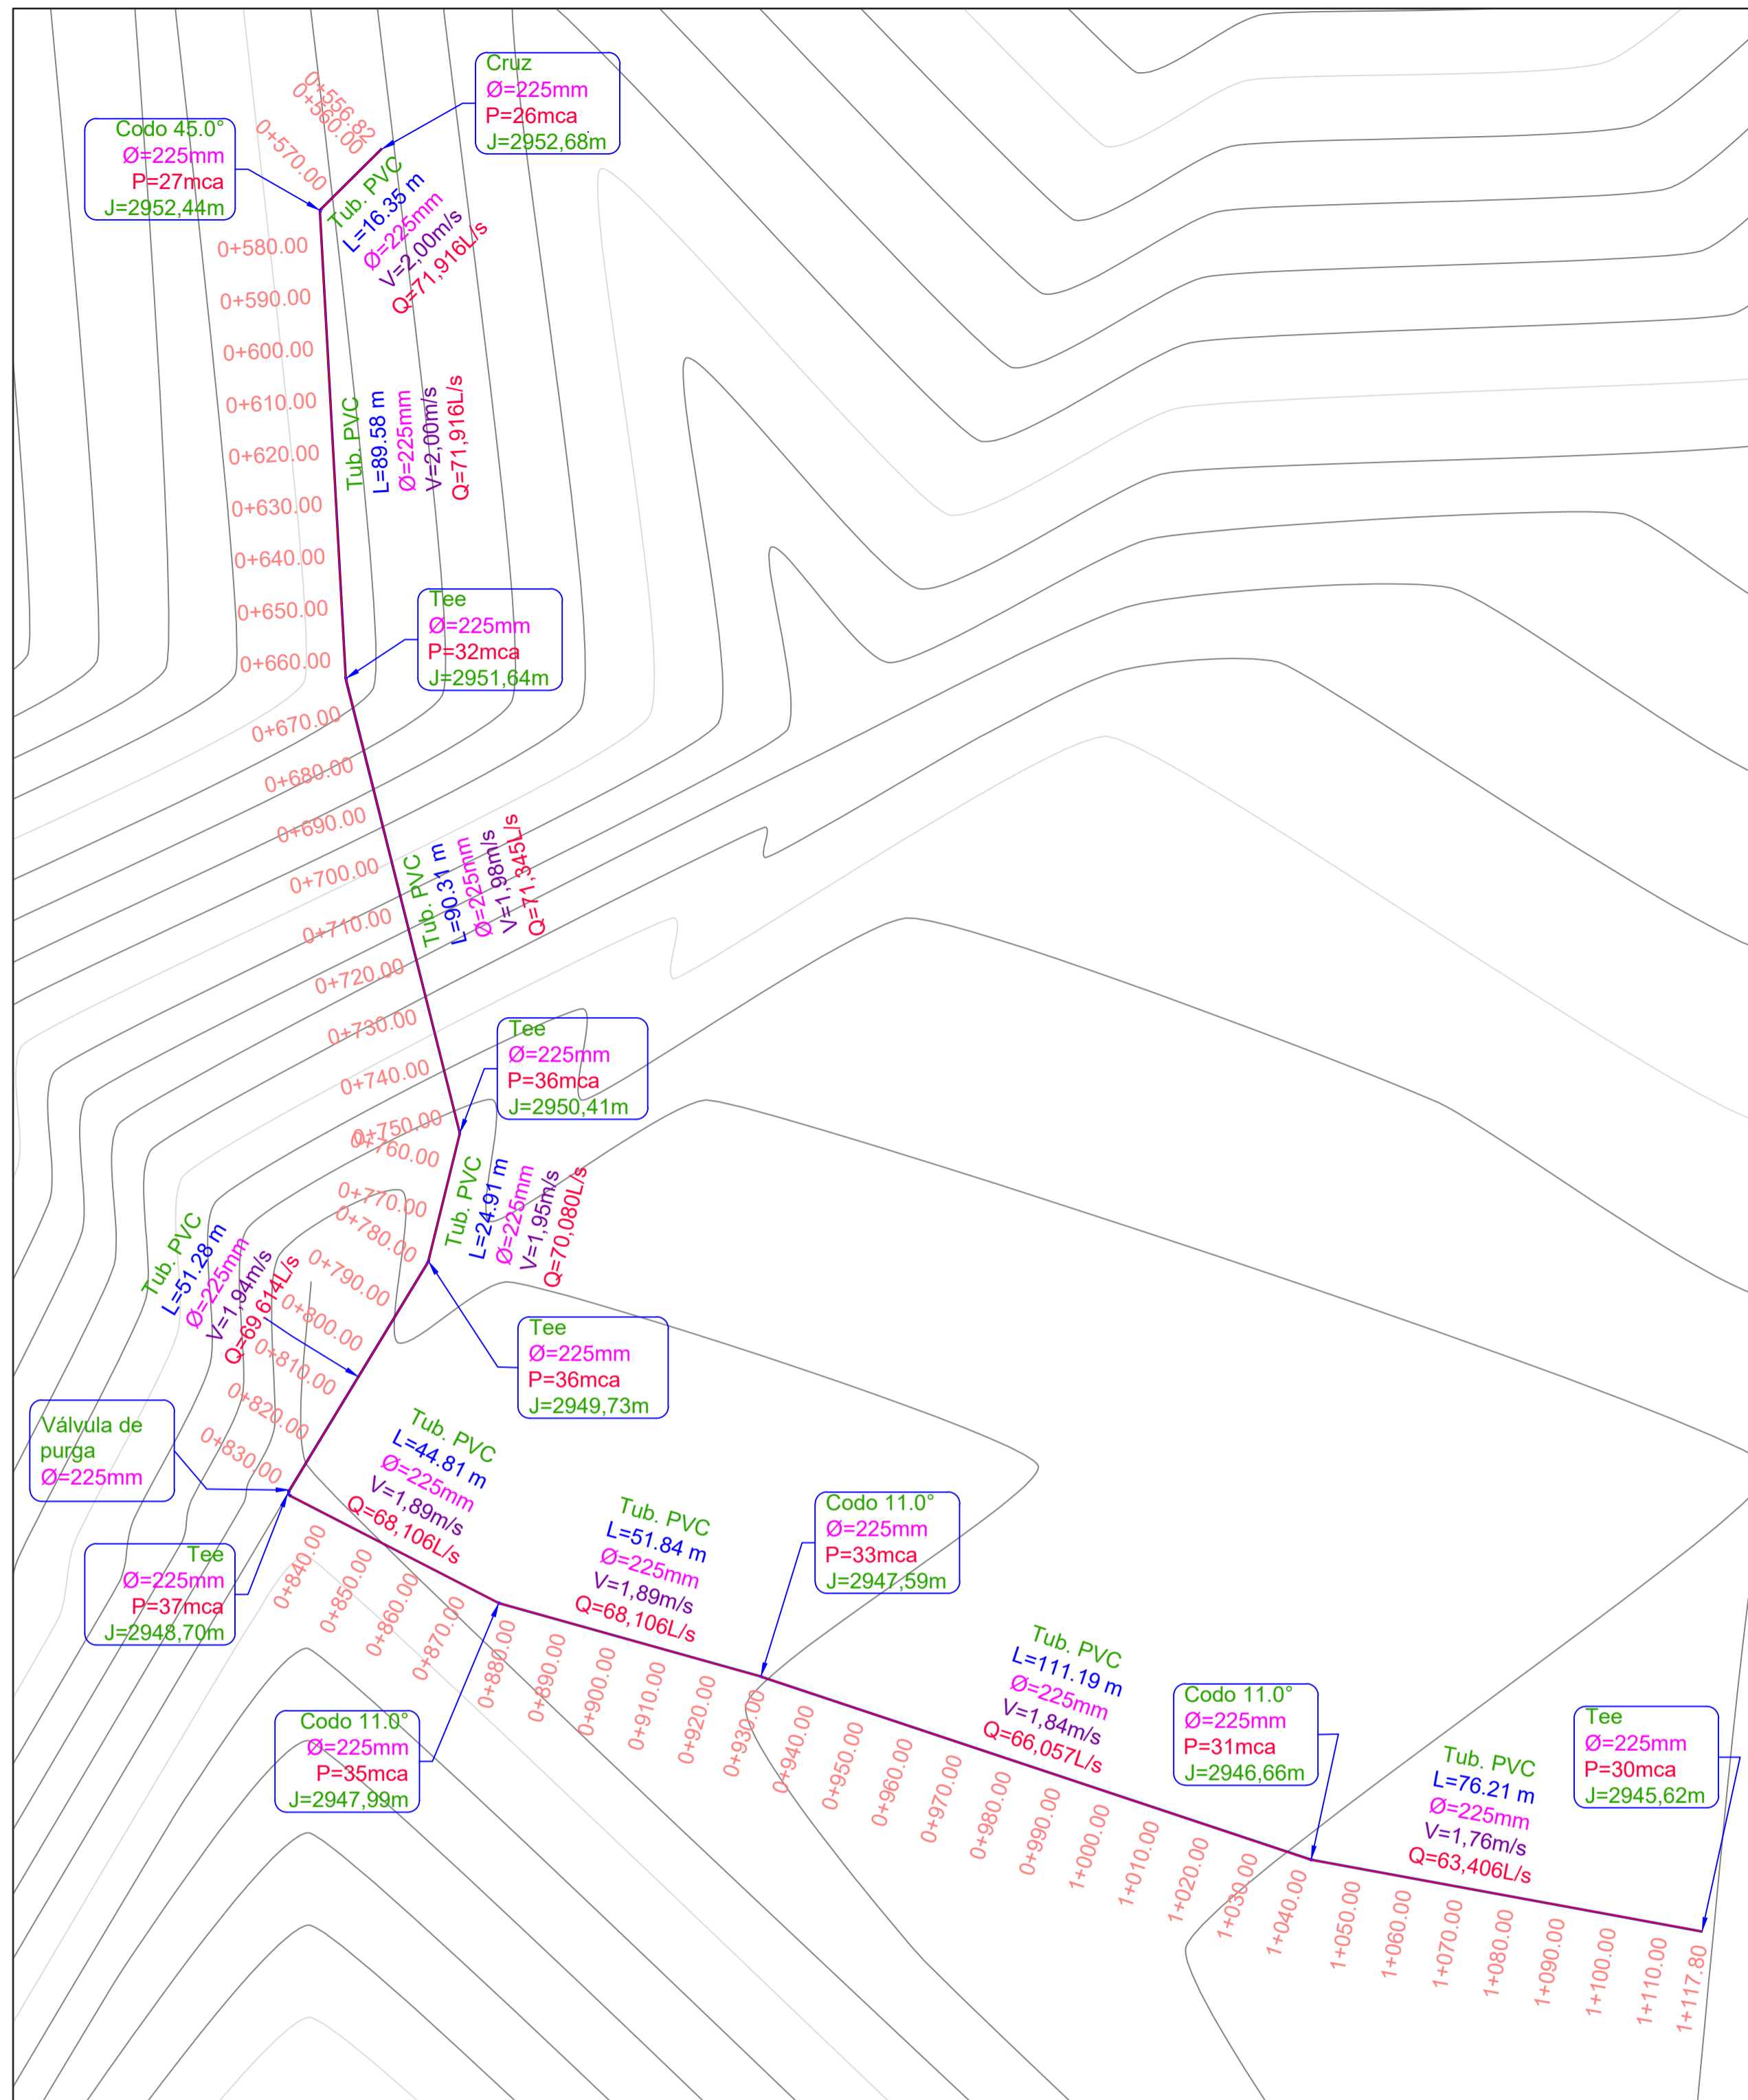 Cruz
Ø=225mm
P=26mca
J=2952,68m
Codo 45.0°
Ø=225mm
P=27mca
J=2952,44m
0+556.82
0+560.00
0+570.00
Tub. PVC
L=16.35 m
Ø=225mm
V=2,00m/s
Q=71,916L/s
0+580.00
0+590.00
0+600.00
0+610.00
0+620.00
0+630.00
0+640.00
0+650.00
0+660.00
Tub. PVC
L=89.58 m
Ø=225mm
V=2,00m/s
Q=71,916L/s
Tee
Ø=225mm
P=32mca
J=2951,64m
0+670.00
0+680.00
0+690.00
0+700.00
0+710.00
0+720.00
0+730.00
0+740.00
0+750.00
0+760.00
Tub. PVC
L=90.31 m
Ø=225mm
V=1,98m/s
Q=71,345L/s
Tee
Ø=225mm
P=36mca
J=2950,41m
0+770.00
0+780.00
Tub. PVC
L=24.91 m
Ø=225mm
V=1,95m/s
Q=70,080L/s
Tub. PVC
L=51.28 m
Ø=225mm
V=1,94m/s
Q=69,614L/s
0+790.00
0+800.00
0+810.00
0+820.00
0+830.00
Tee
Ø=225mm
P=36mca
J=2949,73m
Válvula de
purga
Ø=225mm
Tee
Ø=225mm
P=37mca
J=2948,70m
Tub. PVC
L=44.81 m
Ø=225mm
V=1,89m/s
Q=68,106L/s
0+840.00
0+850.00
0+860.00
0+870.00
Codo 11.0°
Ø=225mm
P=35mca
J=2947,99m
Tub. PVC
L=51.84 m
Ø=225mm
V=1,89m/s
Q=68,106L/s
0+880.00
0+890.00
0+900.00
0+910.00
0+920.00
0+930.00
Codo 11.0°
Ø=225mm
P=33mca
J=2947,59m
Tub. PVC
L=111.19 m
Ø=225mm
V=1,84m/s
Q=66,057L/s
0+940.00
0+950.00
0+960.00
0+970.00
0+980.00
0+990.00
1+000.00
1+010.00
1+020.00
1+030.00
1+040.00
Codo 11.0°
Ø=225mm
P=31mca
J=2946,66m
Tub. PVC
L=76.21 m
Ø=225mm
V=1,76m/s
Q=63,406L/s
1+050.00
1+060.00
1+070.00
1+080.00
1+090.00
1+100.00
1+110.00
1+117.80
Tee
Ø=225mm
P=30mca
J=2945,62m